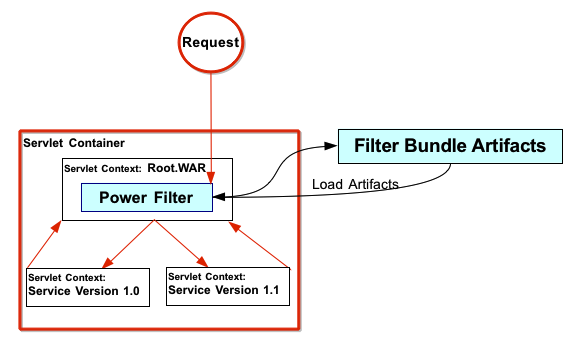 Request
Servlet Container
Filter Bundle Artifacts
Servlet Context: Root.WAR
Load Artifacts
Power Filter
Servlet Context:
Service Version 1.0
Servlet Context:
Service Version 1.1